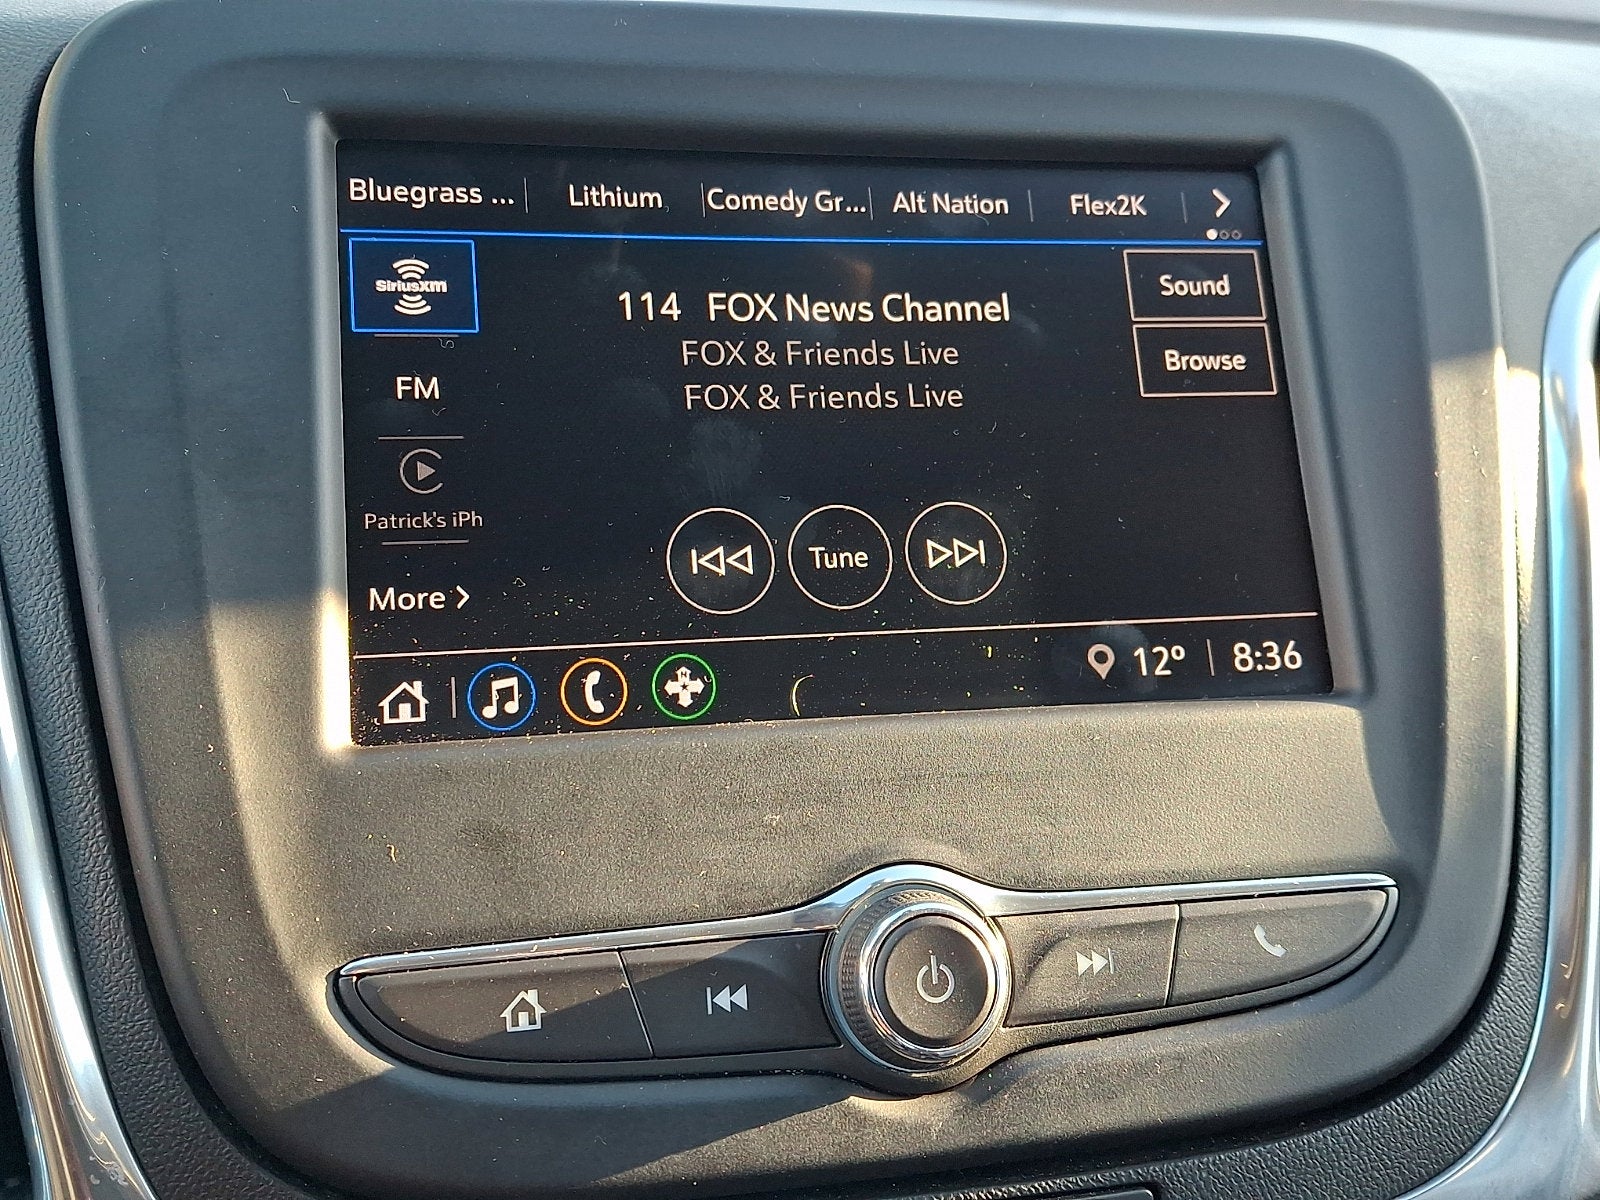 Bluegrass ... Lithium Comedy Gr... Alt Nation Flex2K
SiriusXM
114 FOX News Channel
FOX & Friends Live
FOX & Friends Live
Sound
Browse
FM
Patrick's iPh
Tune
More
N
12° 8:36